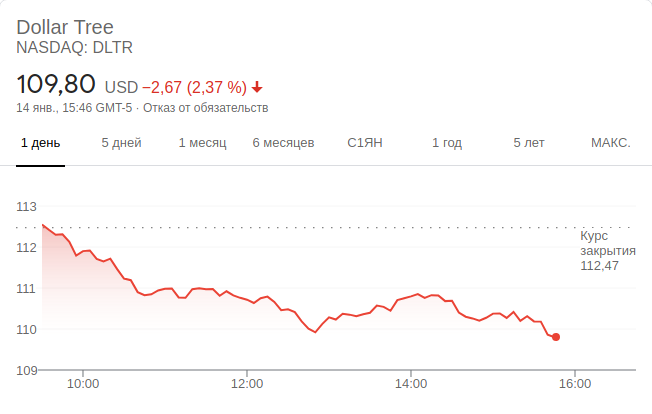 Dollar Tree
NASDAQ: DLTR
109,80 USD −2,67 (2,37 %)
14 янв., 15:46 GMT-5 · Отказ от обязательств
1 день 5 дней 1 месяц 6 месяцев С1ЯН 1 год 5 лет МАКС.
113
112
111
110
109
Курс
закрытия
112,47
10:00 12:00 14:00 16:00